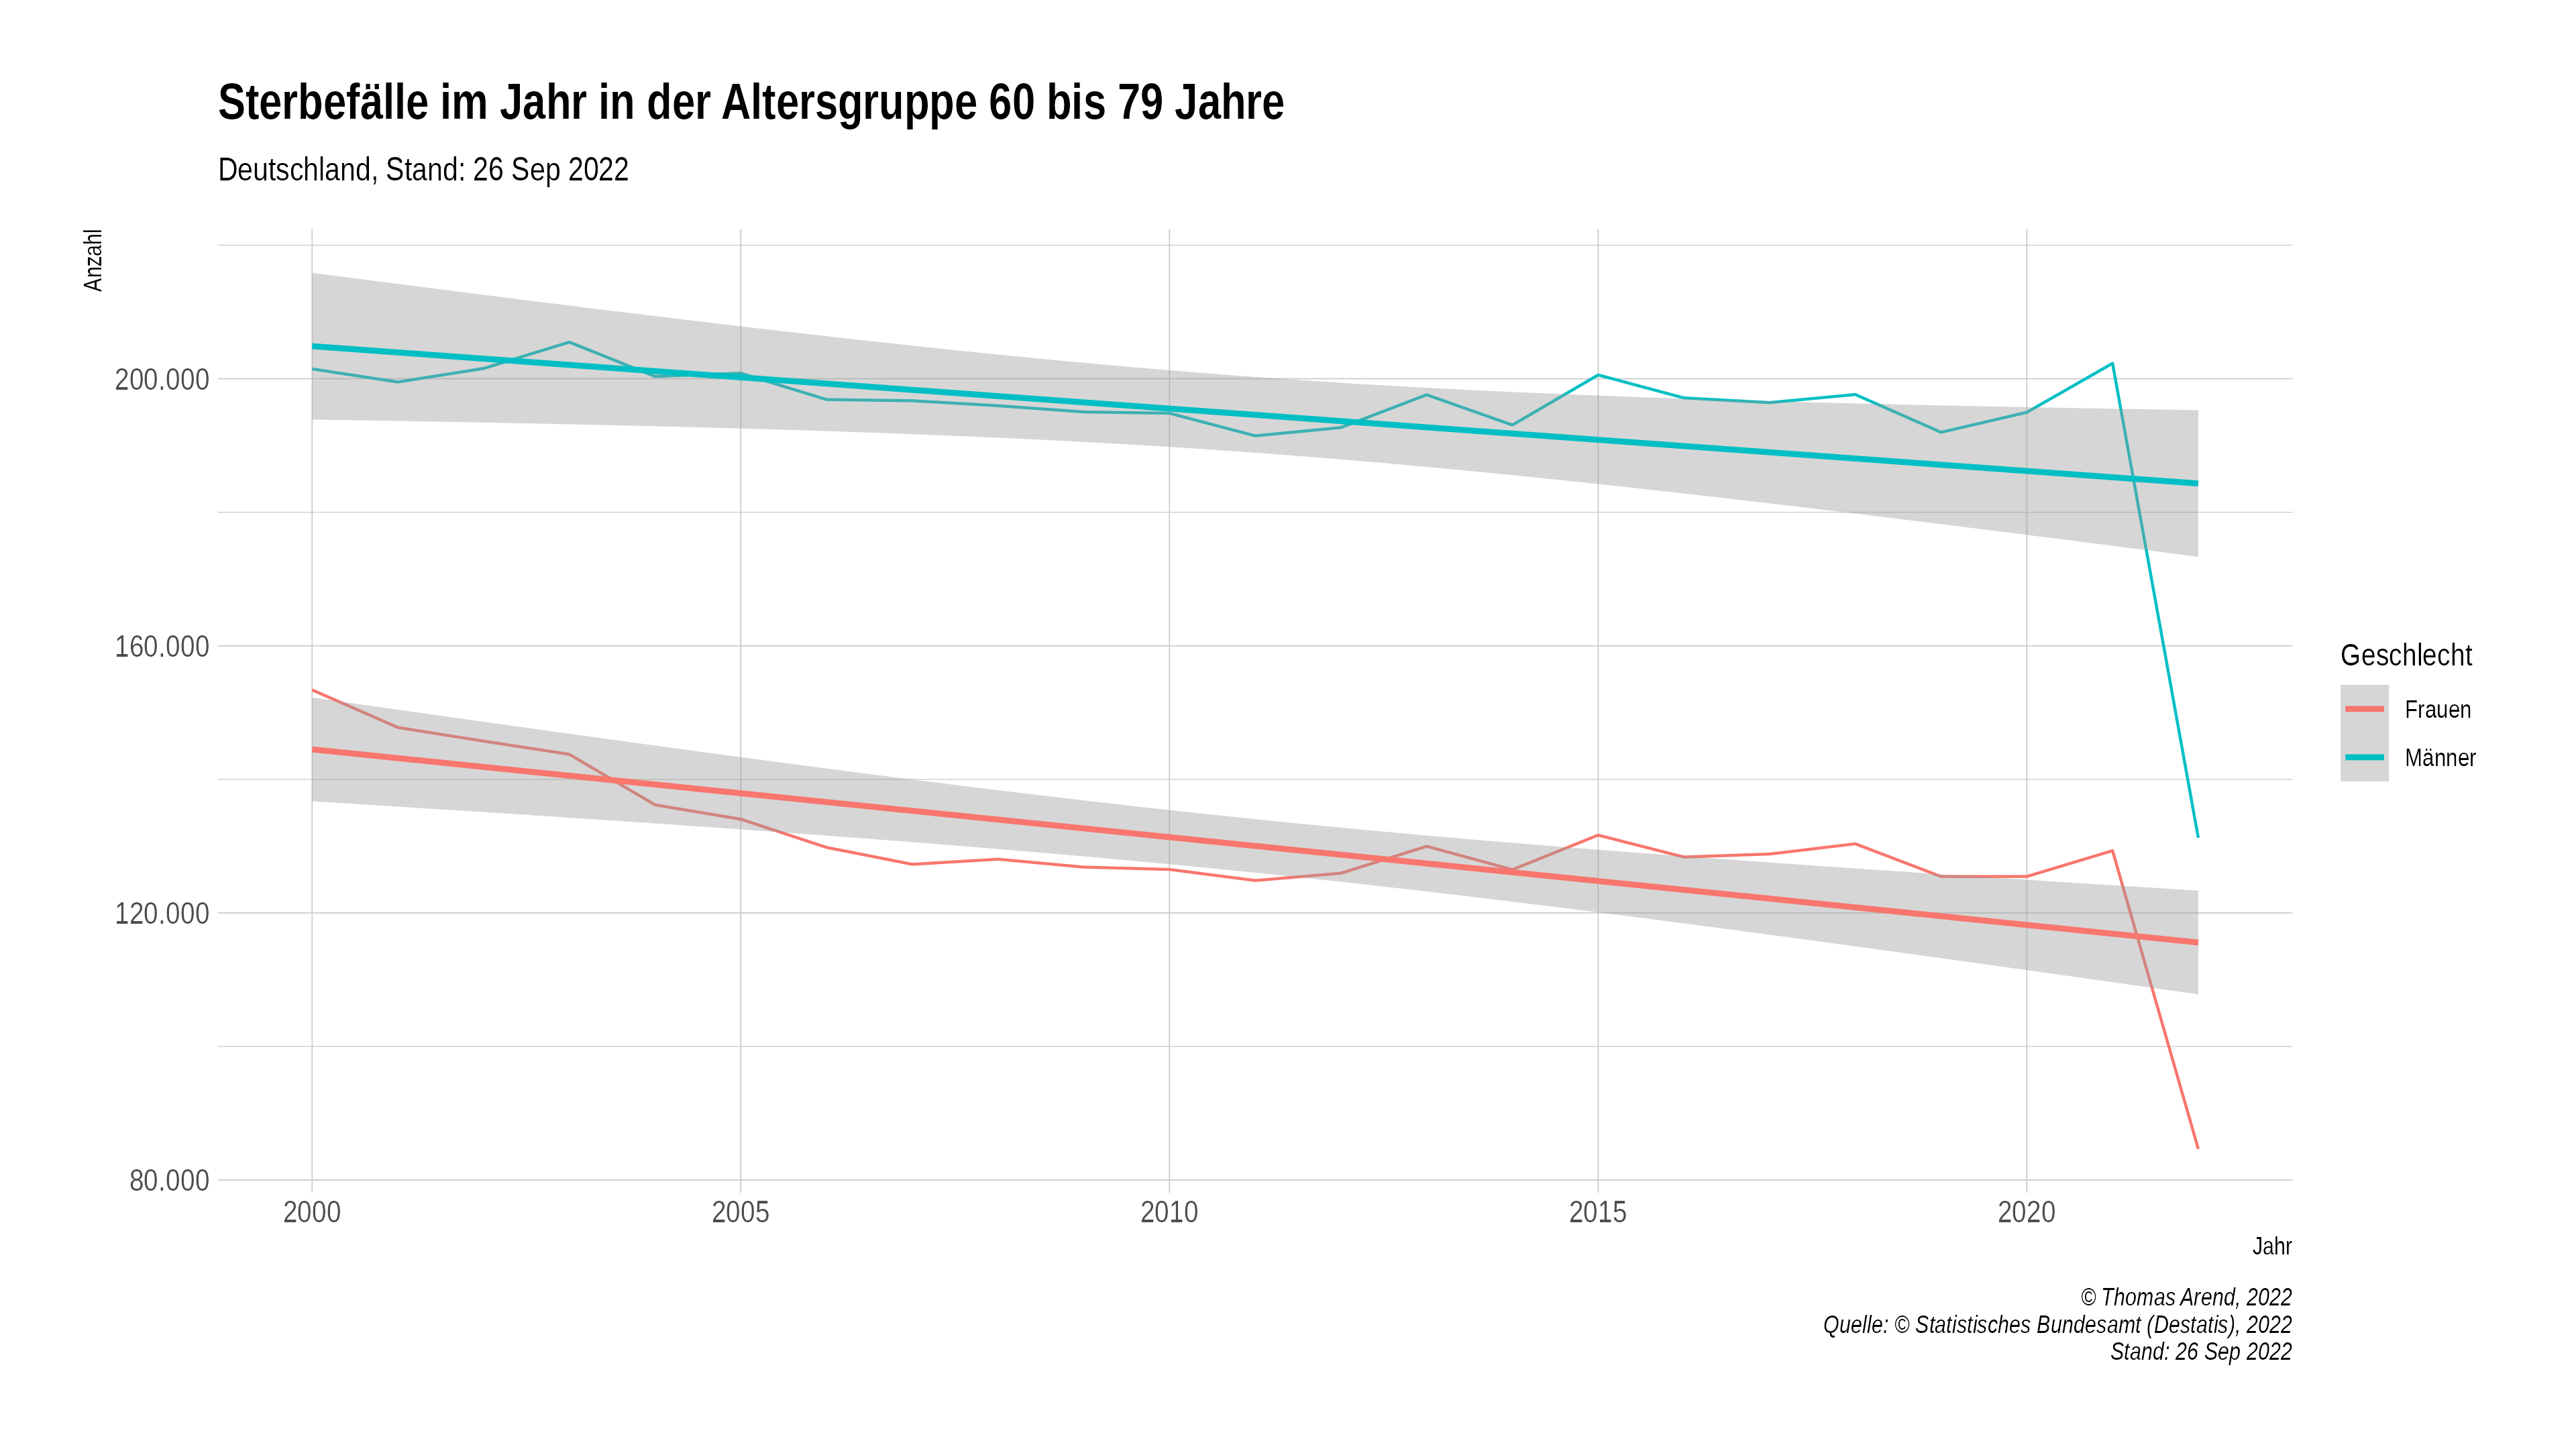 Sterbefälle im Jahr in der Altersgruppe 60 bis 79 Jahre
Deutschland, Stand: 26 Sep 2022
Anzahl
200.000
160.000
120.000
80.000
2000
2005
2010
2015
2020
Jahr
Geschlecht
Frauen
Männer
© Thomas Arend, 2022
Quelle: © Statistisches Bundesamt (Destatis), 2022
Stand: 26 Sep 2022